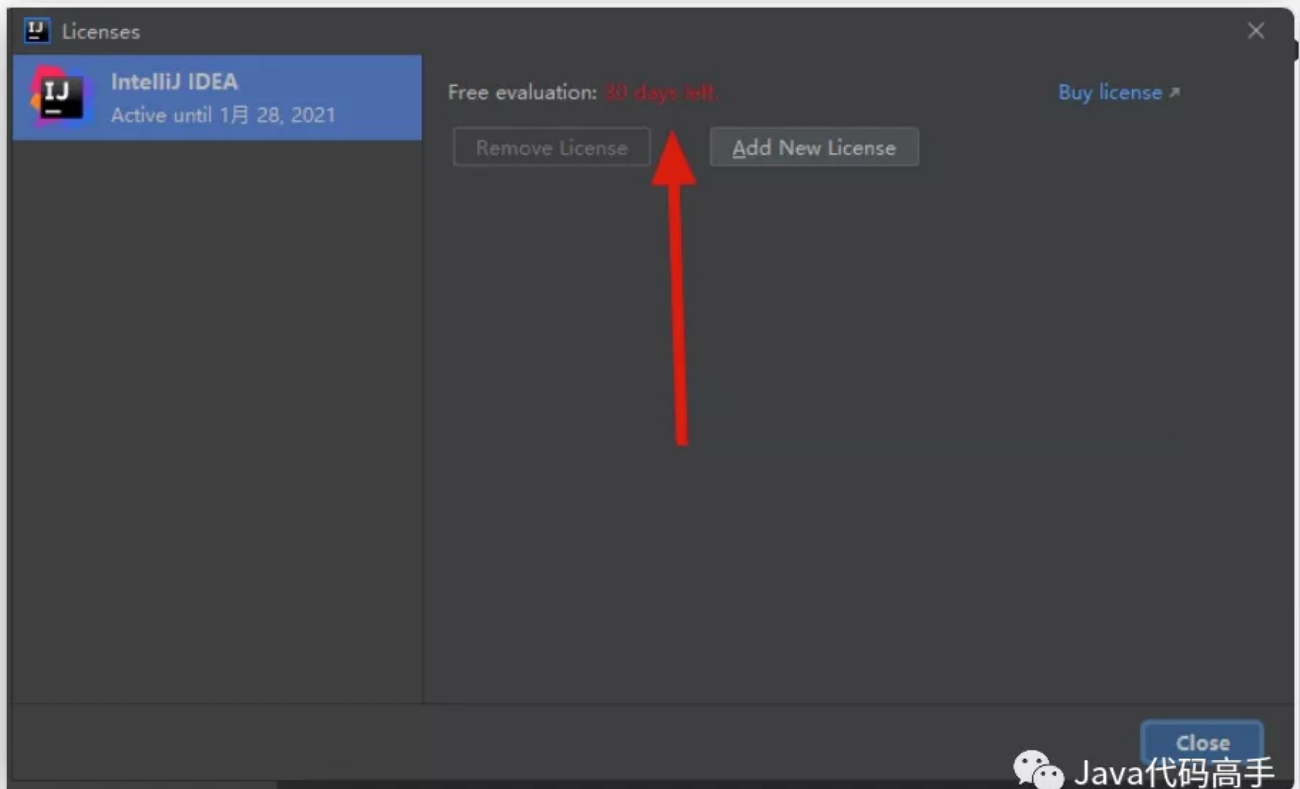 Licenses
IntelliJ IDEA
Active until 1月 28, 2021
Free evaluation: 30 days left.
Buy license
Remove License
Add New License
Close
Java代码高手